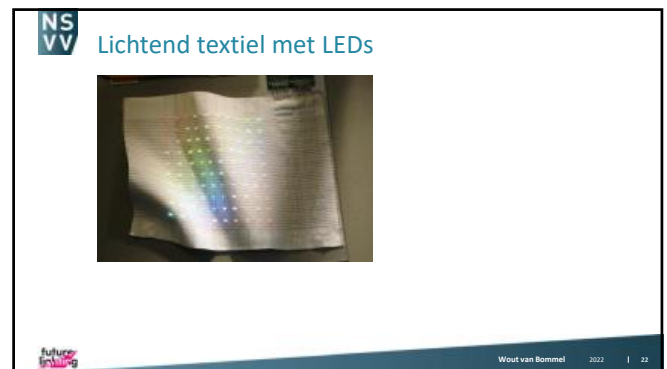 NS
VV
Lichtend textiel met LEDs
future
lighting
Wout van Bommel 2022 | 22